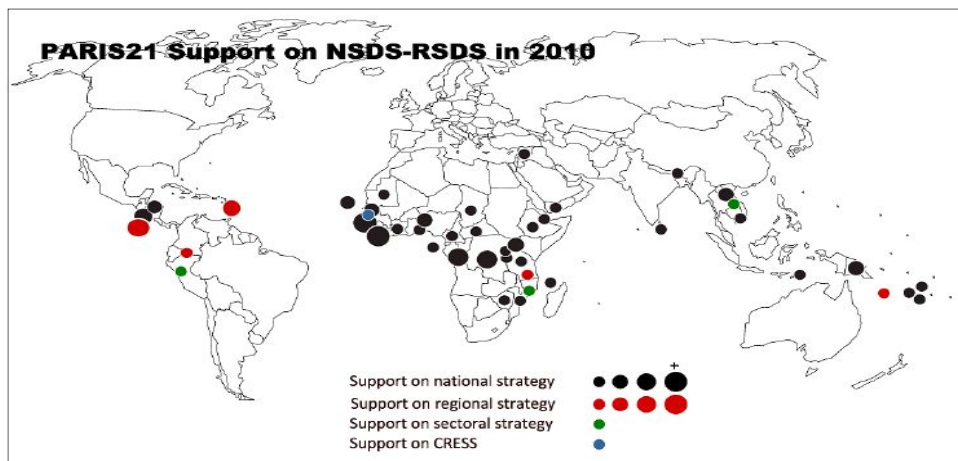 PARIS21 Support on NSDS-RSDS in 2010
+
Support on national strategy
Support on regional strategy
Support on sectoral strategy
Support on CRESS